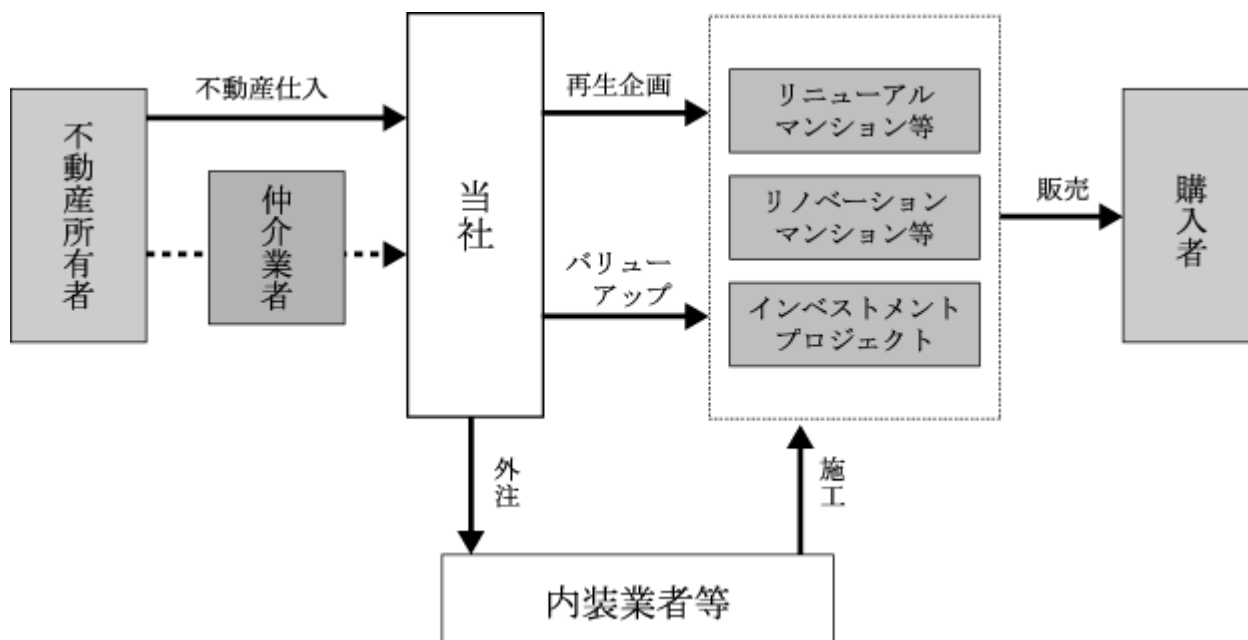 不動産所有者
不動産仕入
仲介業者
当社
再生企画
バリュー
アップ
リニューアル
マンション等
リノベーション
マンション等
インベストメント
プロジェクト
販売
購入者
外注
施工
内装業者等